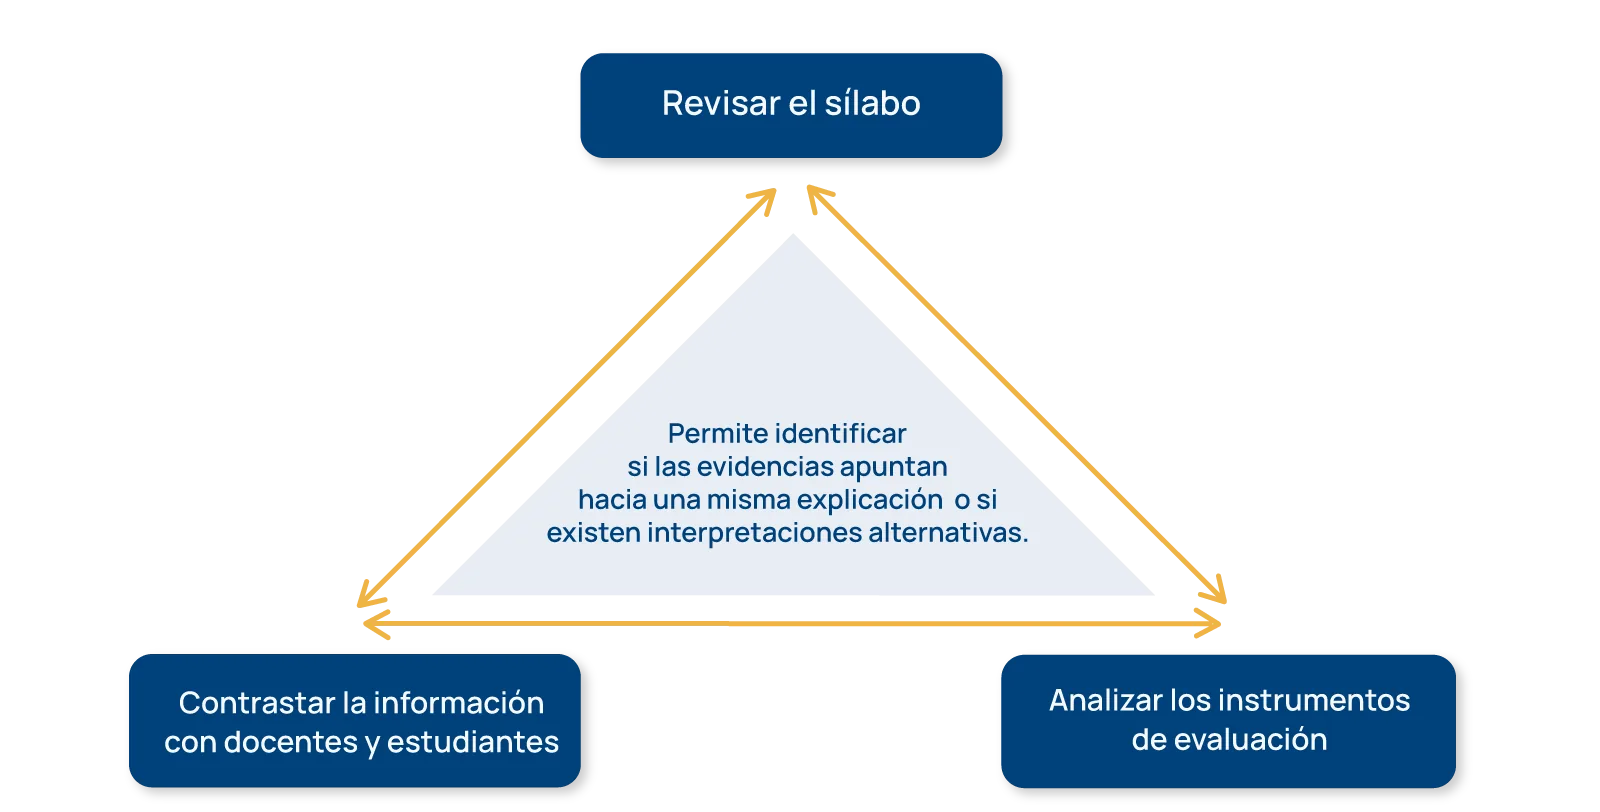 Revisar el sílabo
Permite identificar
si las evidencias apuntan
hacia una misma explicación o si
existen interpretaciones alternativas.
Contrastar la información
con docentes y estudiantes
Analizar los instrumentos
de evaluación